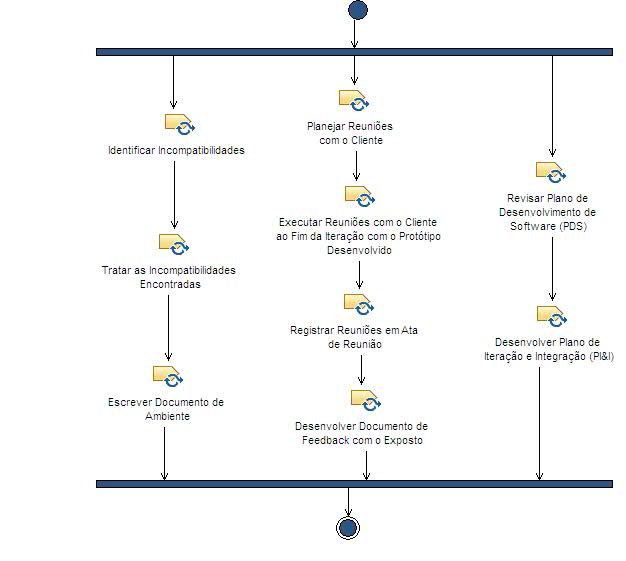 Identificar Incompatibilidades
Tratar as Incompatibilidades
Encontradas
Escrever Documento de
Ambiente
Planejar Reuniões
com o Cliente
Executar Reuniões com o Cliente
ao Fim da Iteração com o Protótipo
Desenvolvido
Registrar Reuniões em Ata
de Reunião
Desenvolver Documento de
Feedback com o Exposto
Revisar Plano de
Desenvolvimento de
Software (PDS)
Desenvolver Plano de
Iteração e Integração (PI&I)